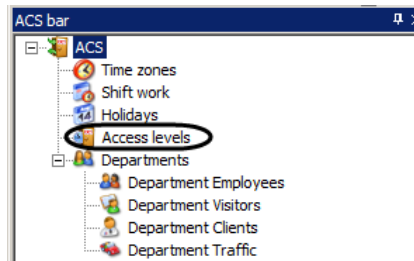 ACS bar
ACS
Time zones
Shift work
Holidays
Access levels
Departments
Department Employees
Department Visitors
Department Clients
Department Traffic